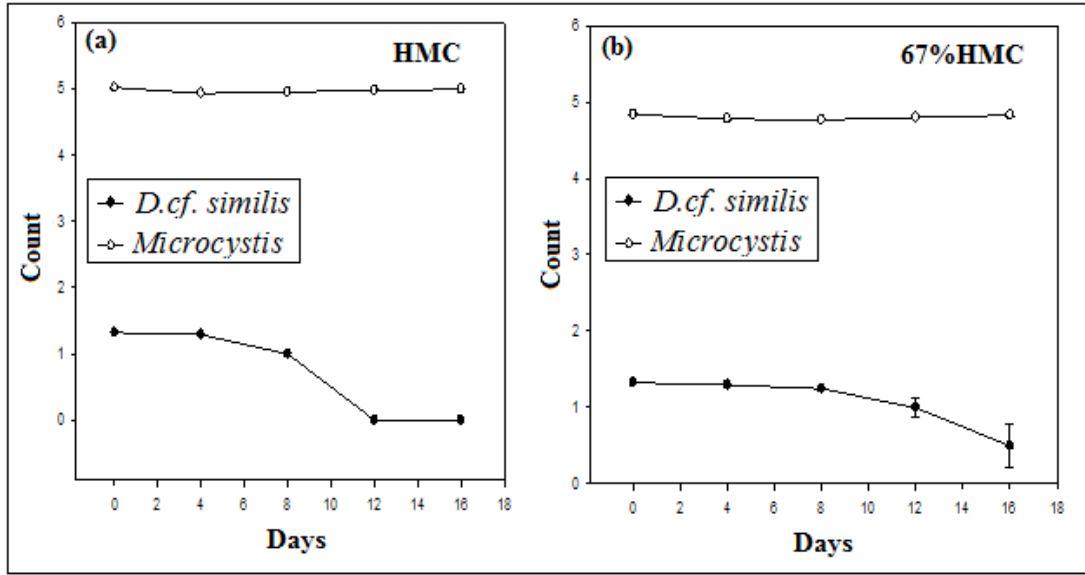 (a)
HMC
6
5
4
3
2
1
0
Count
D.cf. similis
Microcystis
0 2 4 6 8 10 12 14 16 18
Days
(b)
67%HMC
6
5
4
3
2
1
0
Count
D.cf. similis
Microcystis
0 2 4 6 8 10 12 14 16 18
Days